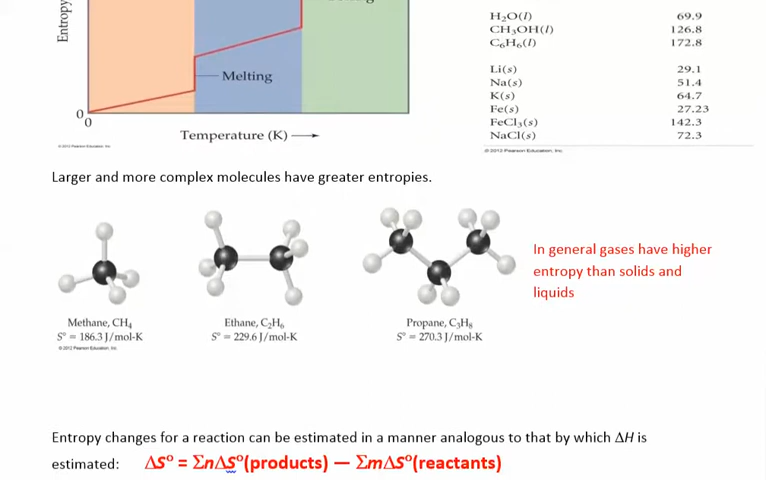 Entropy
Melting
0
0
Temperature (K)
© 2012 Pearson Education, Inc.
H₂O(l) 69.9
CH₃OH(l) 126.8
C₆H₆(l) 172.8
Li(s) 29.1
Na(s) 51.4
K(s) 64.7
Fe(s) 27.23
FeCl₃(s) 142.3
NaCl(s) 72.3
© 2012 Pearson Education, Inc.
Larger and more complex molecules have greater entropies.
In general gases have higher
entropy than solids and
liquids
Methane, CH₄
S° = 186.3 J/mol-K
© 2012 Pearson Education, Inc.
Ethane, C₂H₆
S° = 229.6 J/mol-K
Propane, C₃H₈
S° = 270.3 J/mol-K
Entropy changes for a reaction can be estimated in a manner analogous to that by which ΔH is
estimated: ΔS° = ΣnΔS°(products) — ΣmΔS°(reactants)